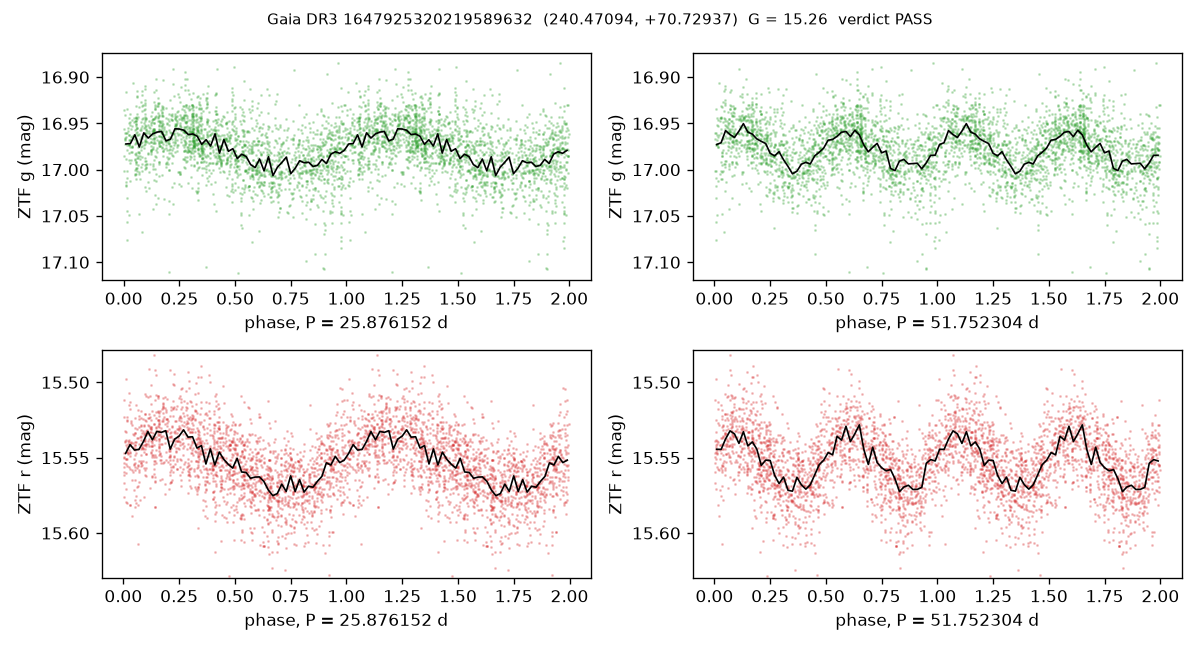 Gaia DR3 1647925320219589632  (240.47094, +70.72937)  G = 15.26  verdict PASS
ZTF g (mag)
16.90
16.95
17.00
17.05
17.10
0.00 0.25 0.50 0.75 1.00 1.25 1.50 1.75 2.00
phase, P = 25.876152 d
ZTF g (mag)
16.90
16.95
17.00
17.05
17.10
0.00 0.25 0.50 0.75 1.00 1.25 1.50 1.75 2.00
phase, P = 51.752304 d
ZTF r (mag)
15.50
15.55
15.60
0.00 0.25 0.50 0.75 1.00 1.25 1.50 1.75 2.00
phase, P = 25.876152 d
ZTF r (mag)
15.50
15.55
15.60
0.00 0.25 0.50 0.75 1.00 1.25 1.50 1.75 2.00
phase, P = 51.752304 d